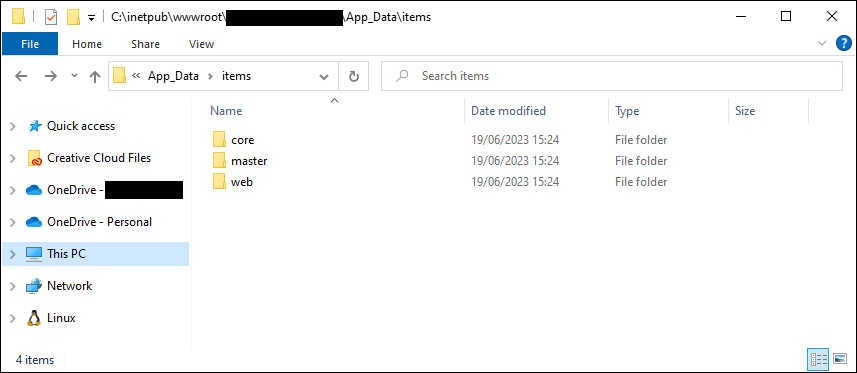 C:\inetpub\wwwroot\ \App_Data\items
File Home Share View
App_Data items
Search items
Name Date modified Type Size
Quick access
Creative Cloud Files
OneDrive -
OneDrive - Personal
This PC
Network
Linux
core 19/06/2023 15:24 File folder
master 19/06/2023 15:24 File folder
web 19/06/2023 15:24 File folder
4 items